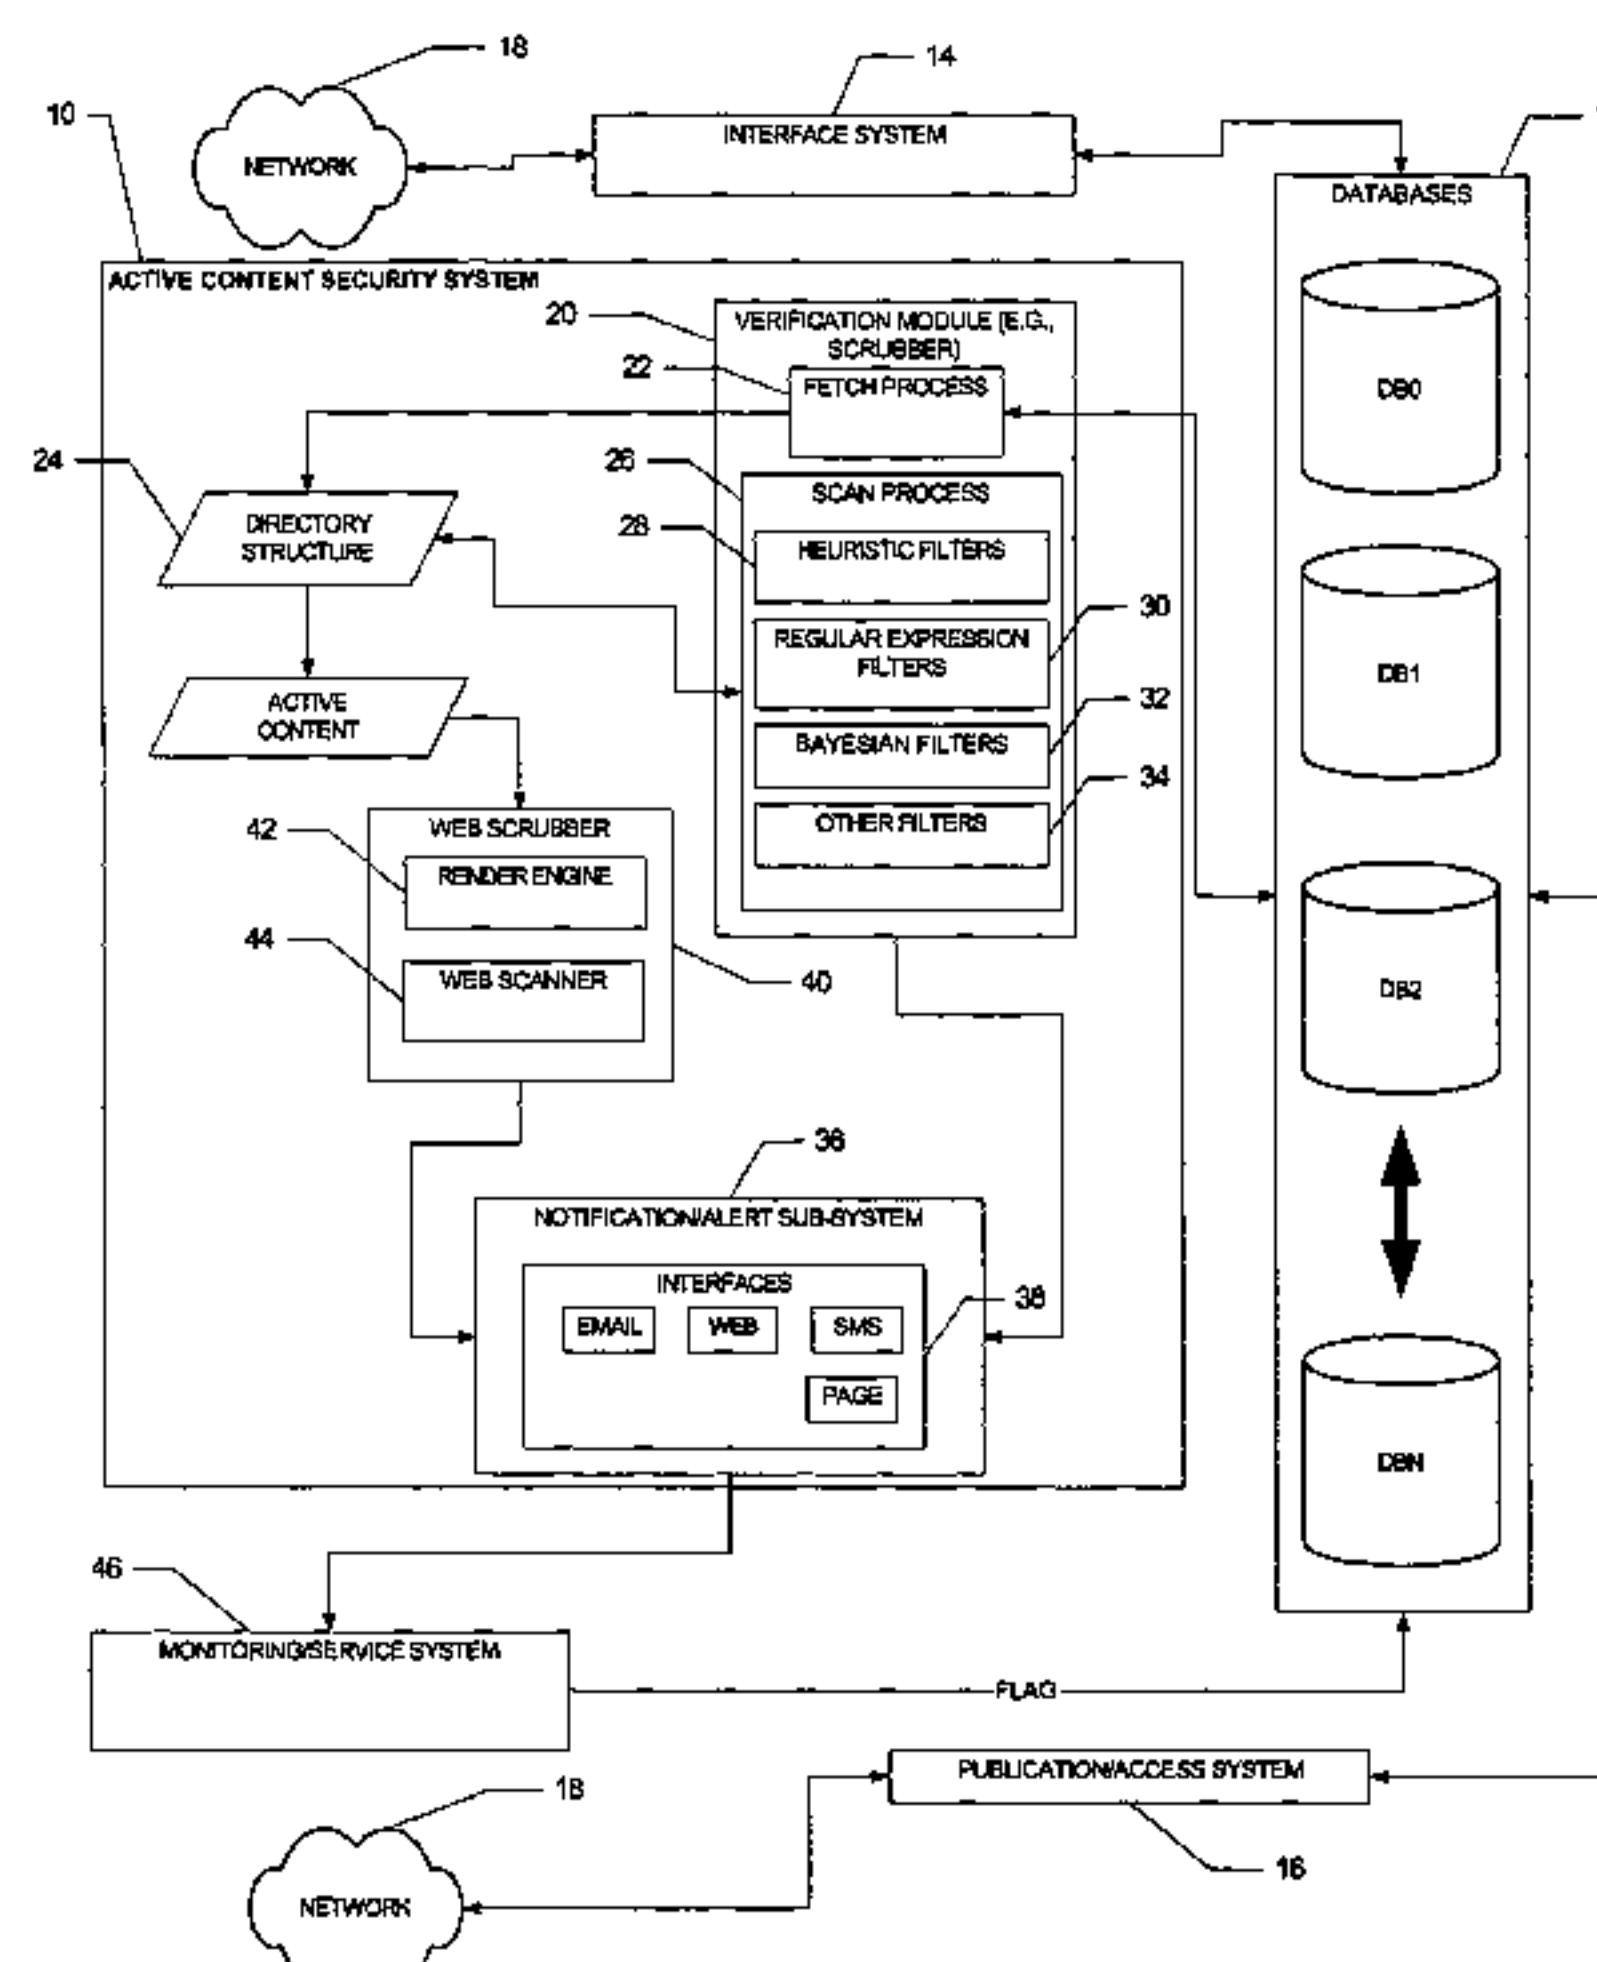 18
14
10
NETWORK
INTERFACE SYSTEM
DATABASES
ACTIVE CONTENT SECURITY SYSTEM
20
VERIFICATION MODULE (E.G.,
SCRUBBER)
22
FETCH PROCESS
DB0
24
26
SCAN PROCESS
DIRECTORY
STRUCTURE
28
HEURISTIC FILTERS
30
REGULAR EXPRESSION
FILTERS
DB1
ACTIVE
CONTENT
32
BAYESIAN FILTERS
34
OTHER FILTERS
42
WEB SCRUBBER
RENDER ENGINE
44
WEB SCANNER
40
DB2
36
NOTIFICATION/ALERT SUB-SYSTEM
INTERFACES
38
EMAIL
WEB
SMS
PAGE
DBN
46
MONITORING/SERVICE SYSTEM
FLAG
PUBLICATION/ACCESS SYSTEM
18
16
NETWORK